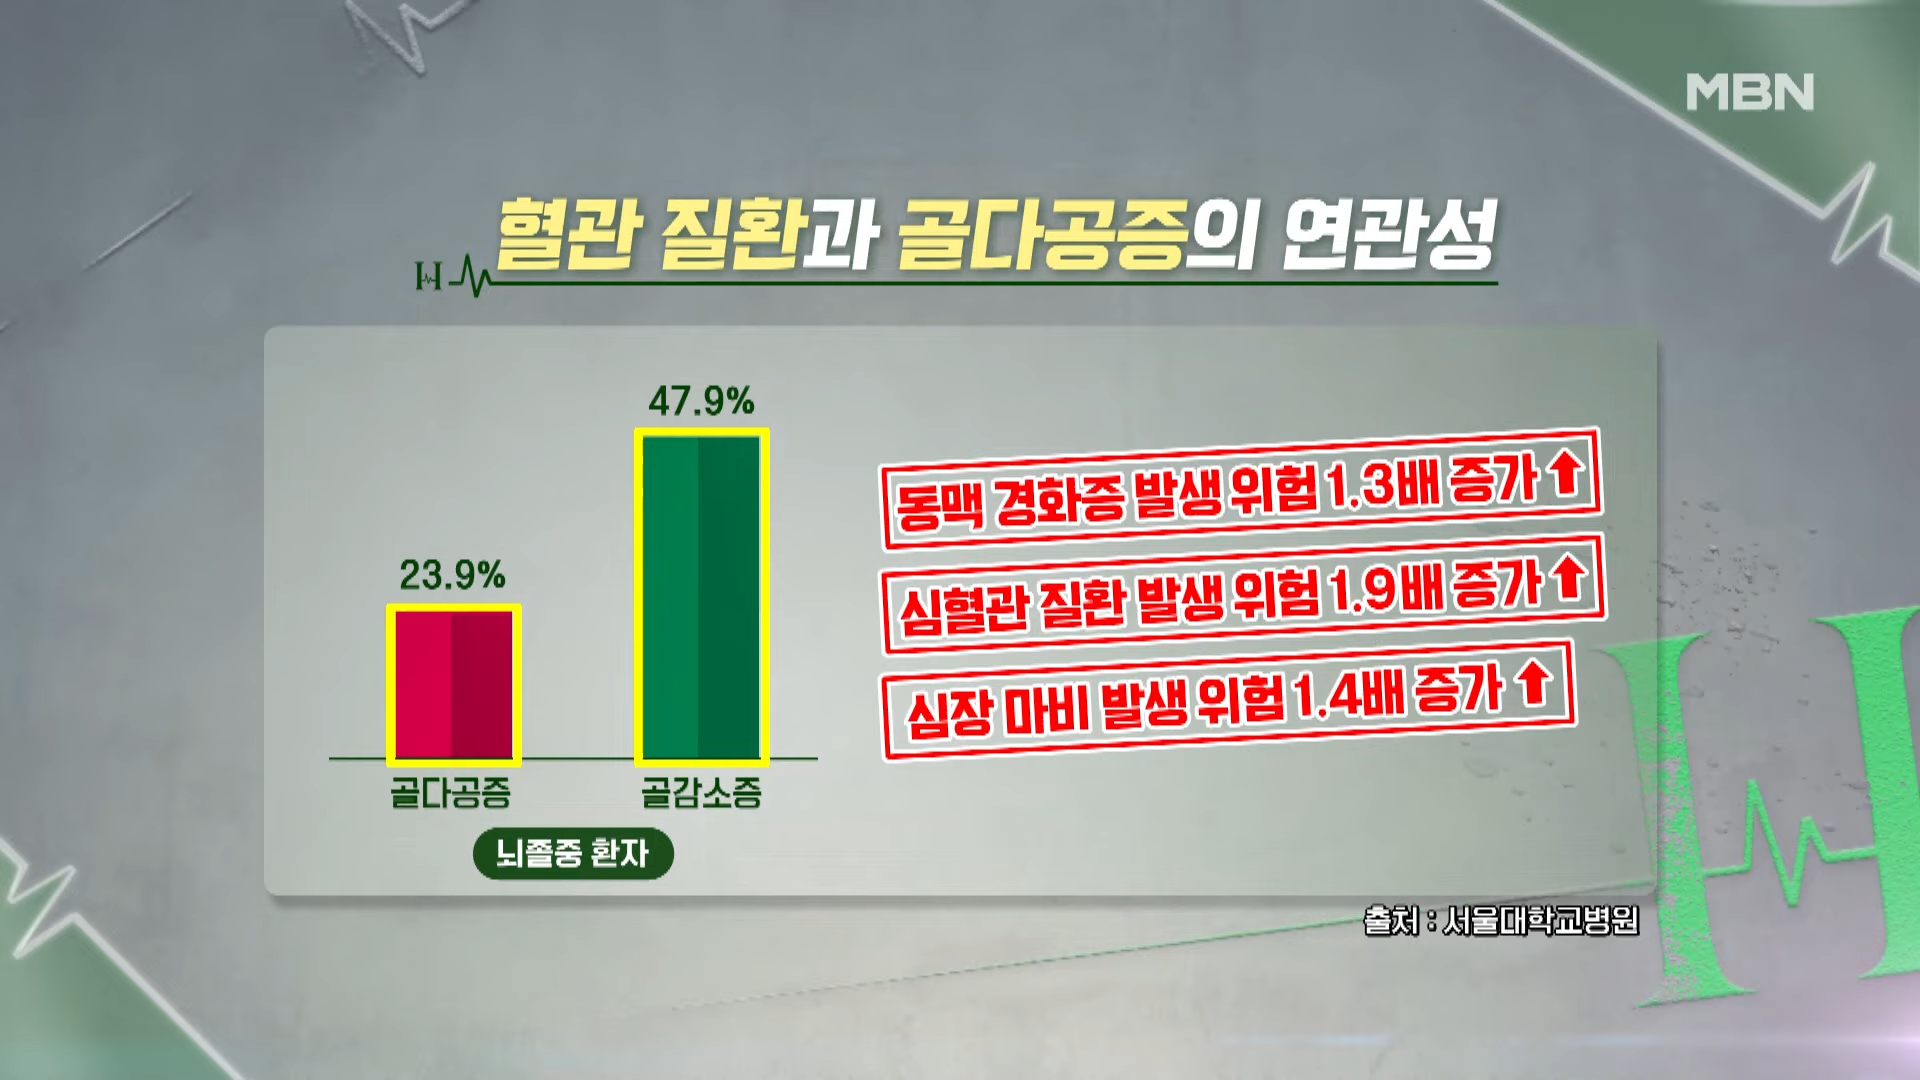 MBN
혈관 질환과 골다공증의 연관성
47.9%
23.9%
골다공증
골감소증
뇌졸중 환자
동맥 경화증 발생 위험 1.3배 증가
심혈관 질환 발생 위험 1.9배 증가
심장 마비 발생 위험 1.4배 증가
출처 : 서울대학교병원